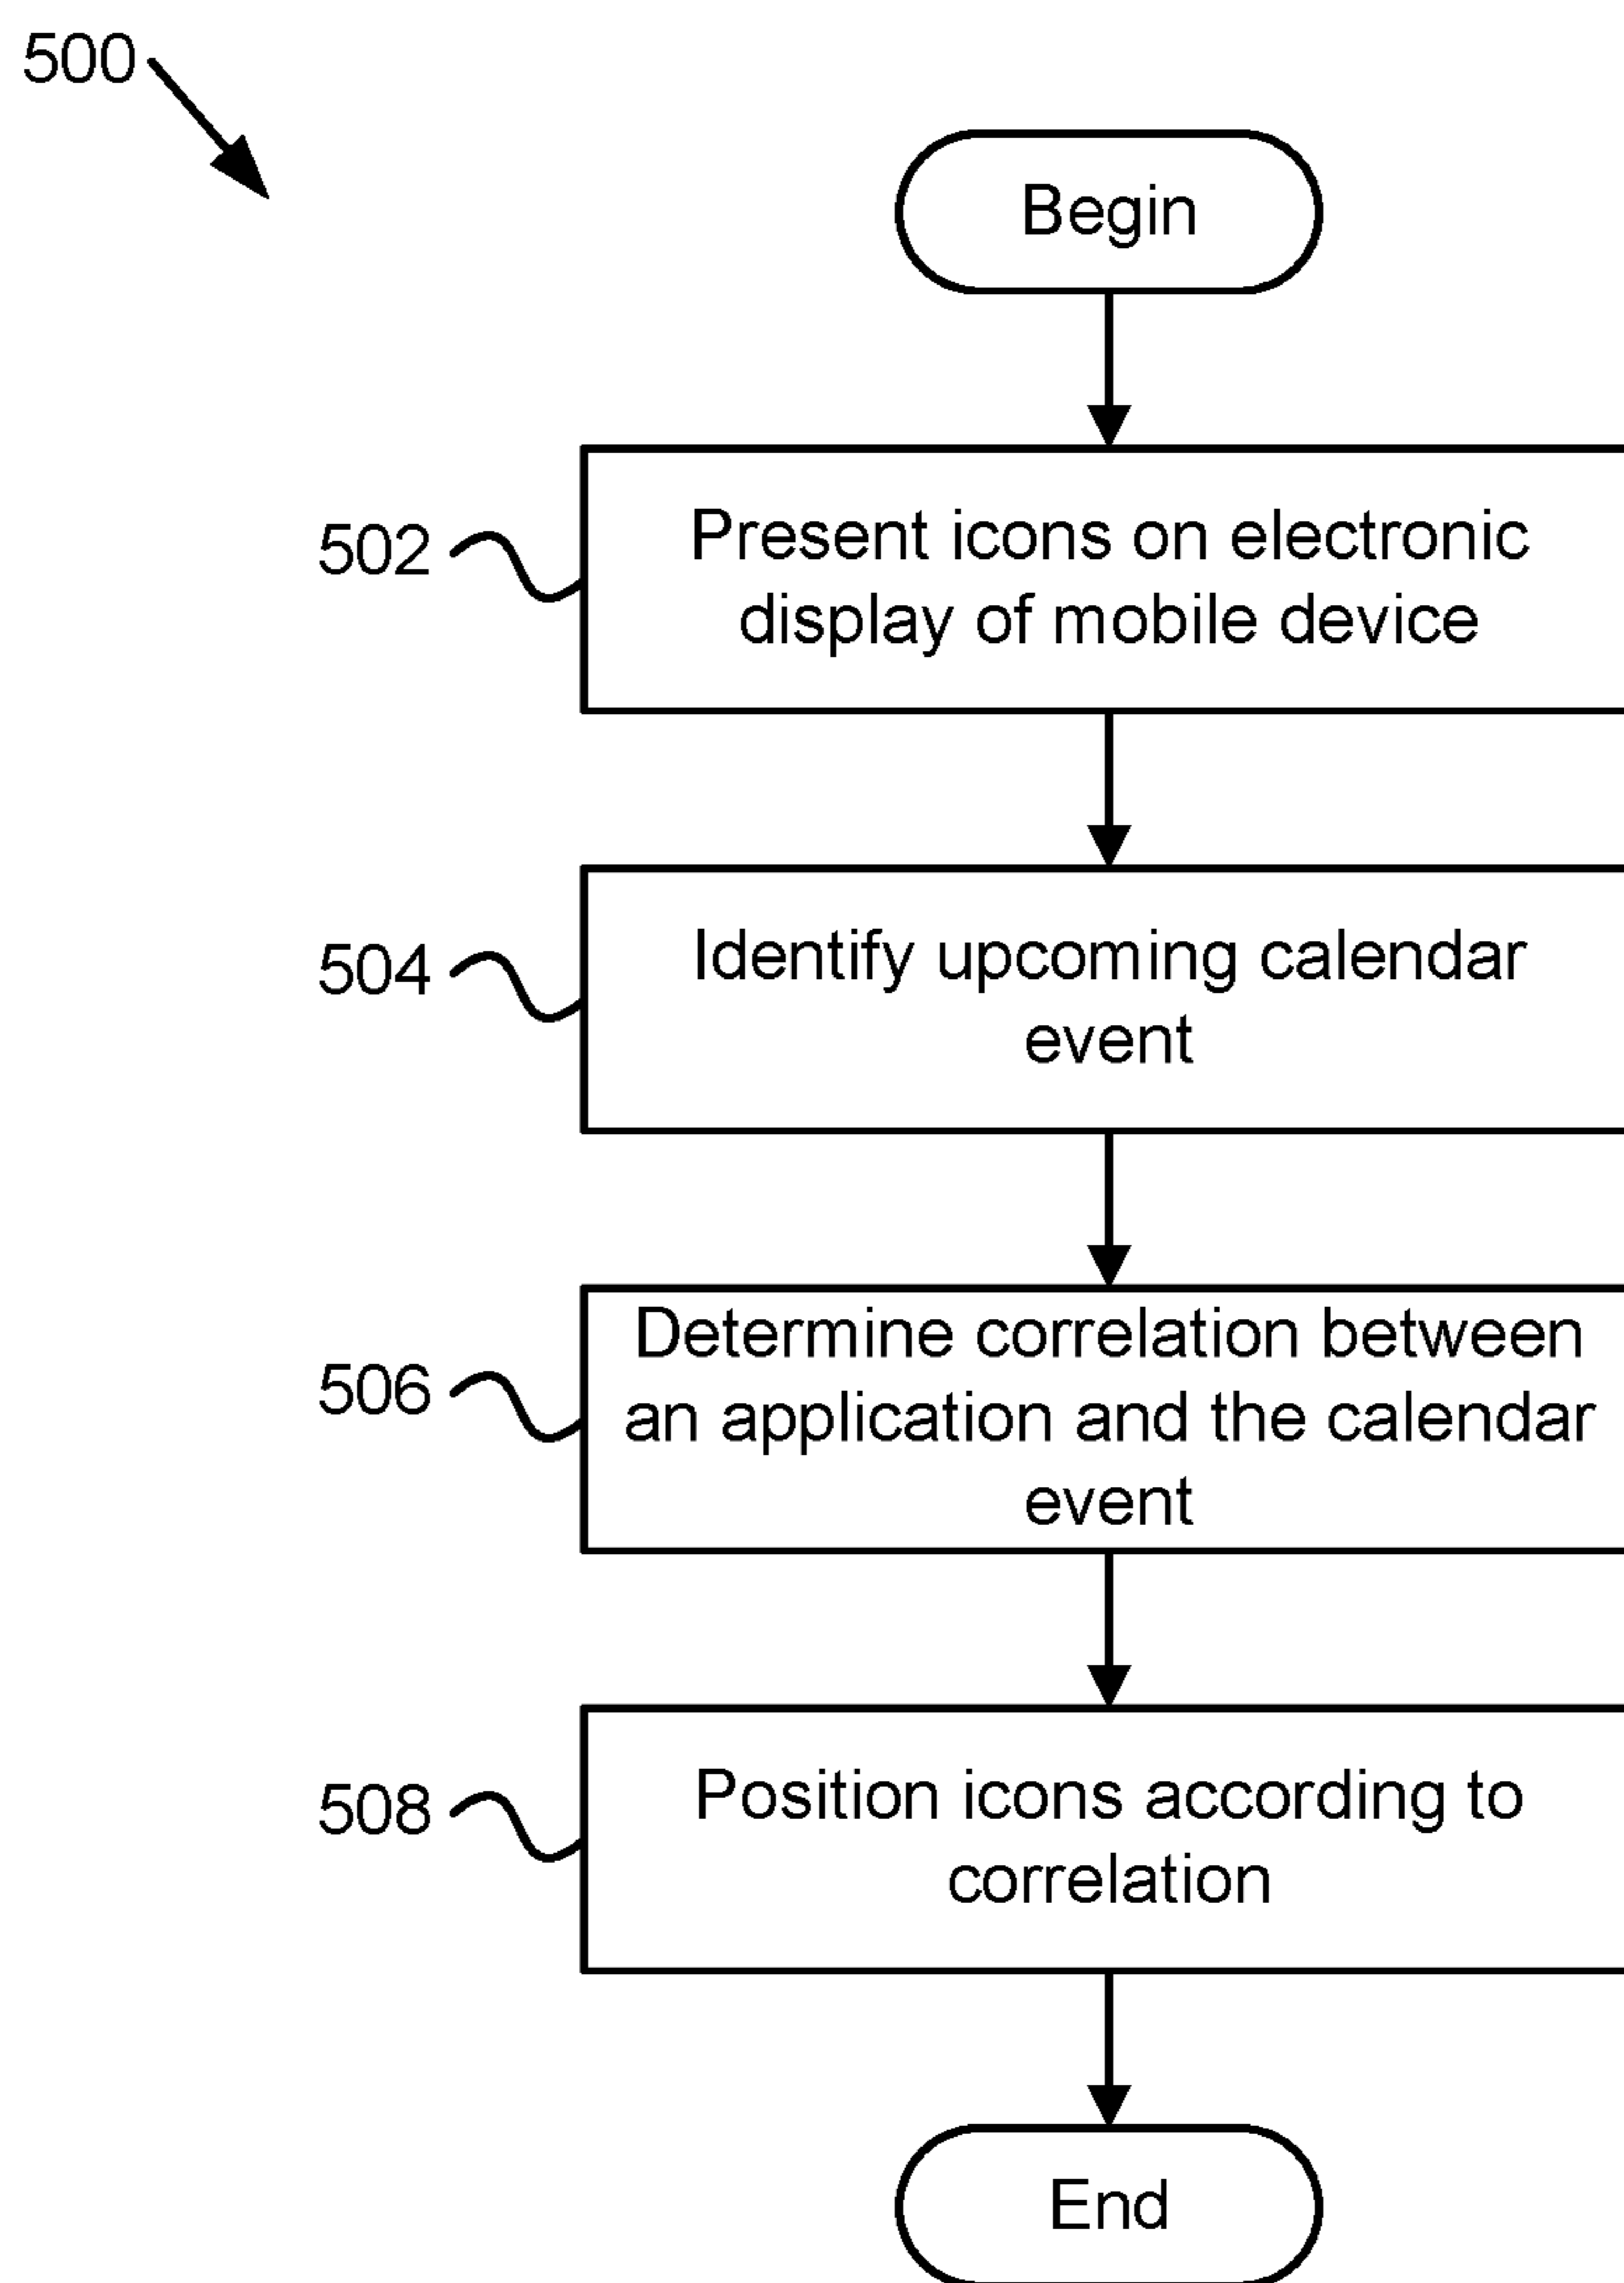 500
Begin
502
Present icons on electronic
display of mobile device
504
Identify upcoming calendar
event
506
Determine correlation between
an application and the calendar
event
508
Position icons according to
correlation
End